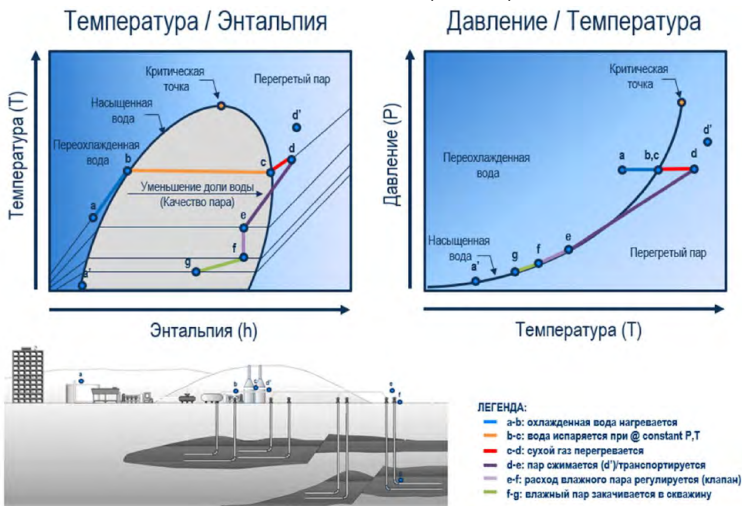 Температура / Энтальпия
Давление / Температура
Температура (T)
Критическая
точка
Перегретый пар
Насыщенная
вода
Переохлажденная
вода
d'
b
c
d
Уменьшение доли воды
(Качество пара)
a
e
f
g
a'
Энтальпия (h)
Давление (P)
Критическая
точка
d'
a
b,c
d
Переохлажденная
вода
Насыщенная
вода
e
f
g
a'
Перегретый пар
Температура (T)
a
b
c
d'
e
f
ЛЕГЕНДА:
a-b: охлажденная вода нагревается
b-c: вода испаряется при @ constant P,T
c-d: сухой газ перегревается
d-e: пар сжимается (d')/транспортируется
e-f: расход влажного пара регулируется (клапан)
f-g: влажный пар закачивается в скважину